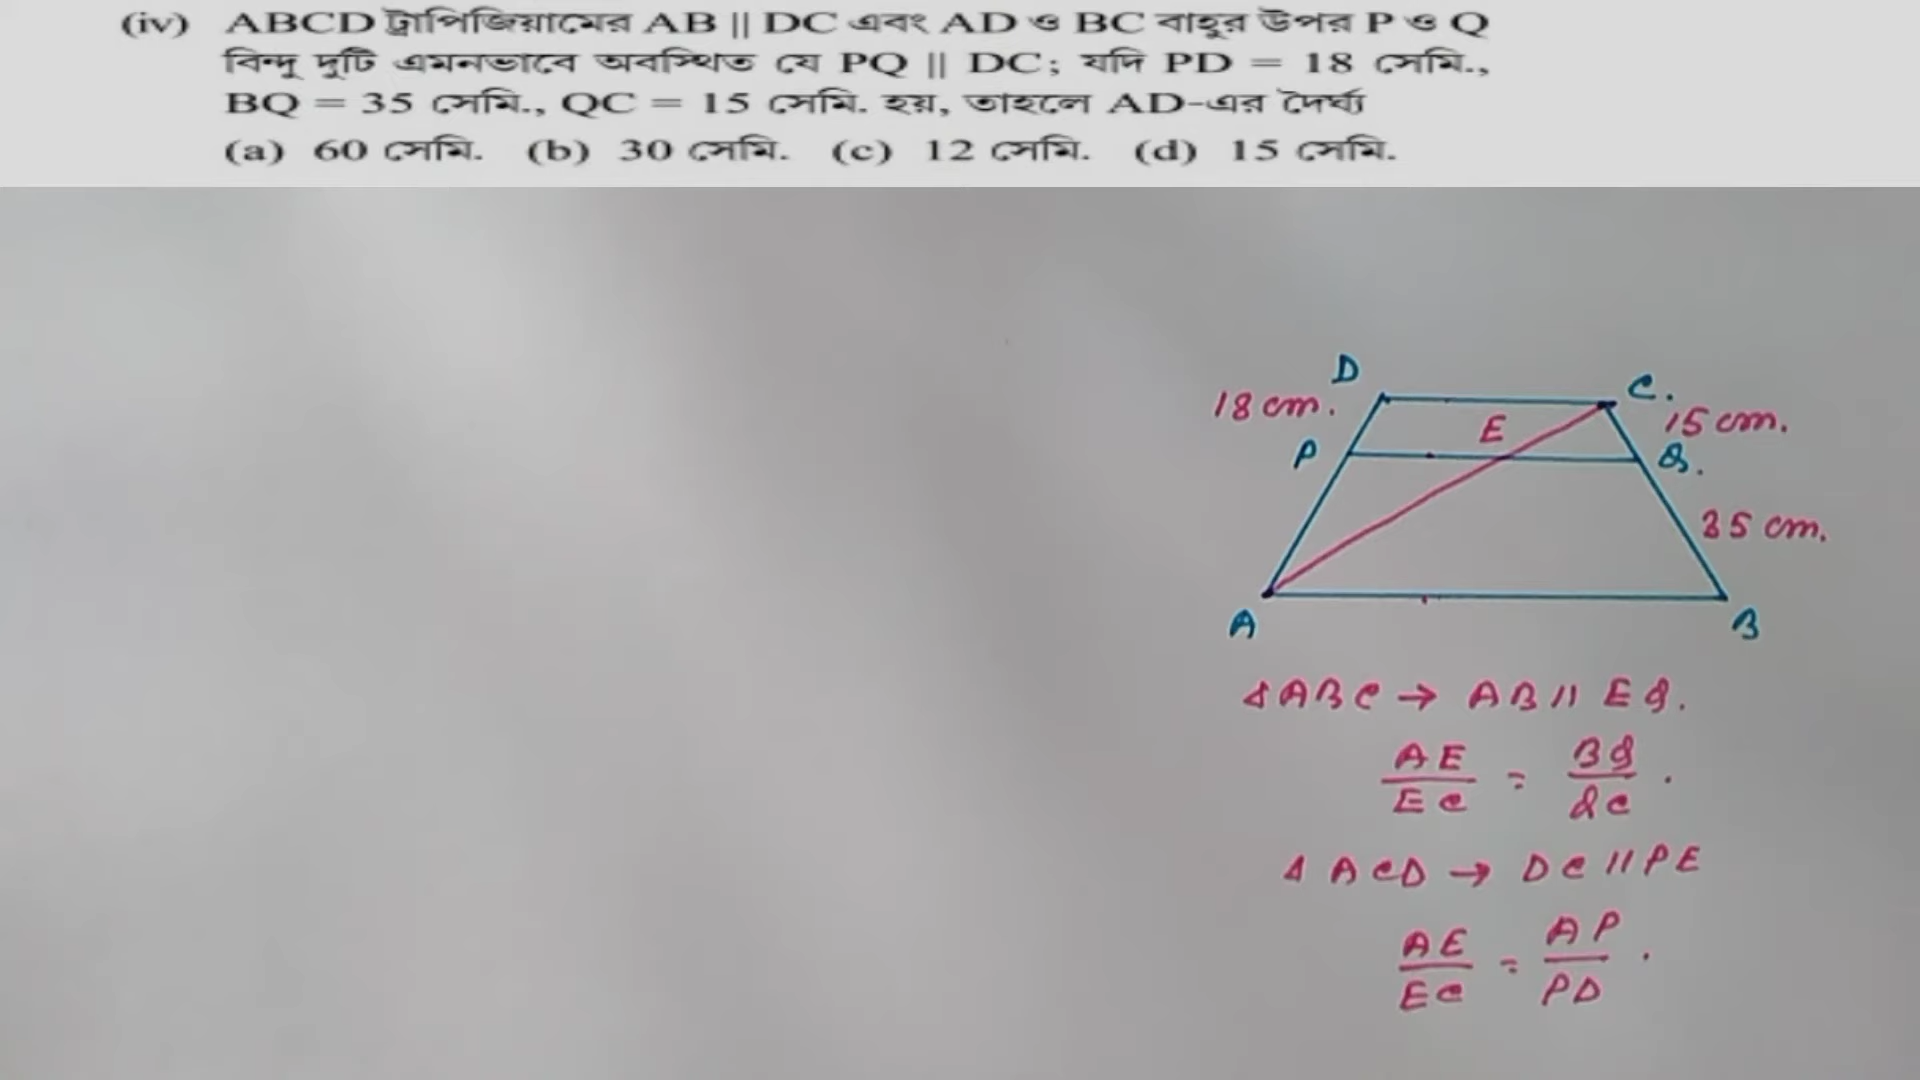 (iv) ABCD ট্রাপিজিয়ামের AB || DC এবং AD ও BC বাহুর উপর P ও Q
বিন্দু দুটি এমনভাবে অবস্থিত যে PQ || DC; যদি PD = 18 সেমি.,
BQ = 35 সেমি., QC = 15 সেমি. হয়, তাহলে AD-এর দৈর্ঘ্য
(a) 60 সেমি. (b) 30 সেমি. (c) 12 সেমি. (d) 15 সেমি.
D
C.
18 cm.
E
15 cm.
P
Q.
35 cm.
A
B
Δ ABC → AB || EQ.
AE/EC = BQ/QC .
Δ ACD → DC || PE
AE/EC = AP/PD .